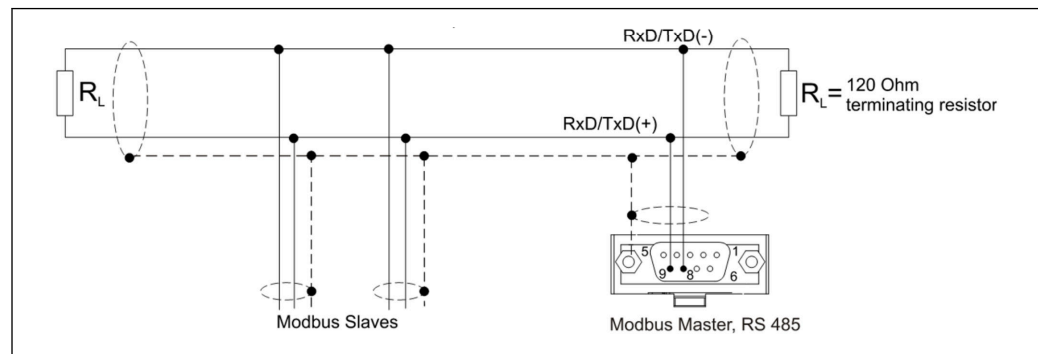 RxD/TxD(-)
R_L
R_L= 120 Ohm
terminating resistor
RxD/TxD(+)
5 1
9 8 6
Modbus Slaves
Modbus Master, RS 485